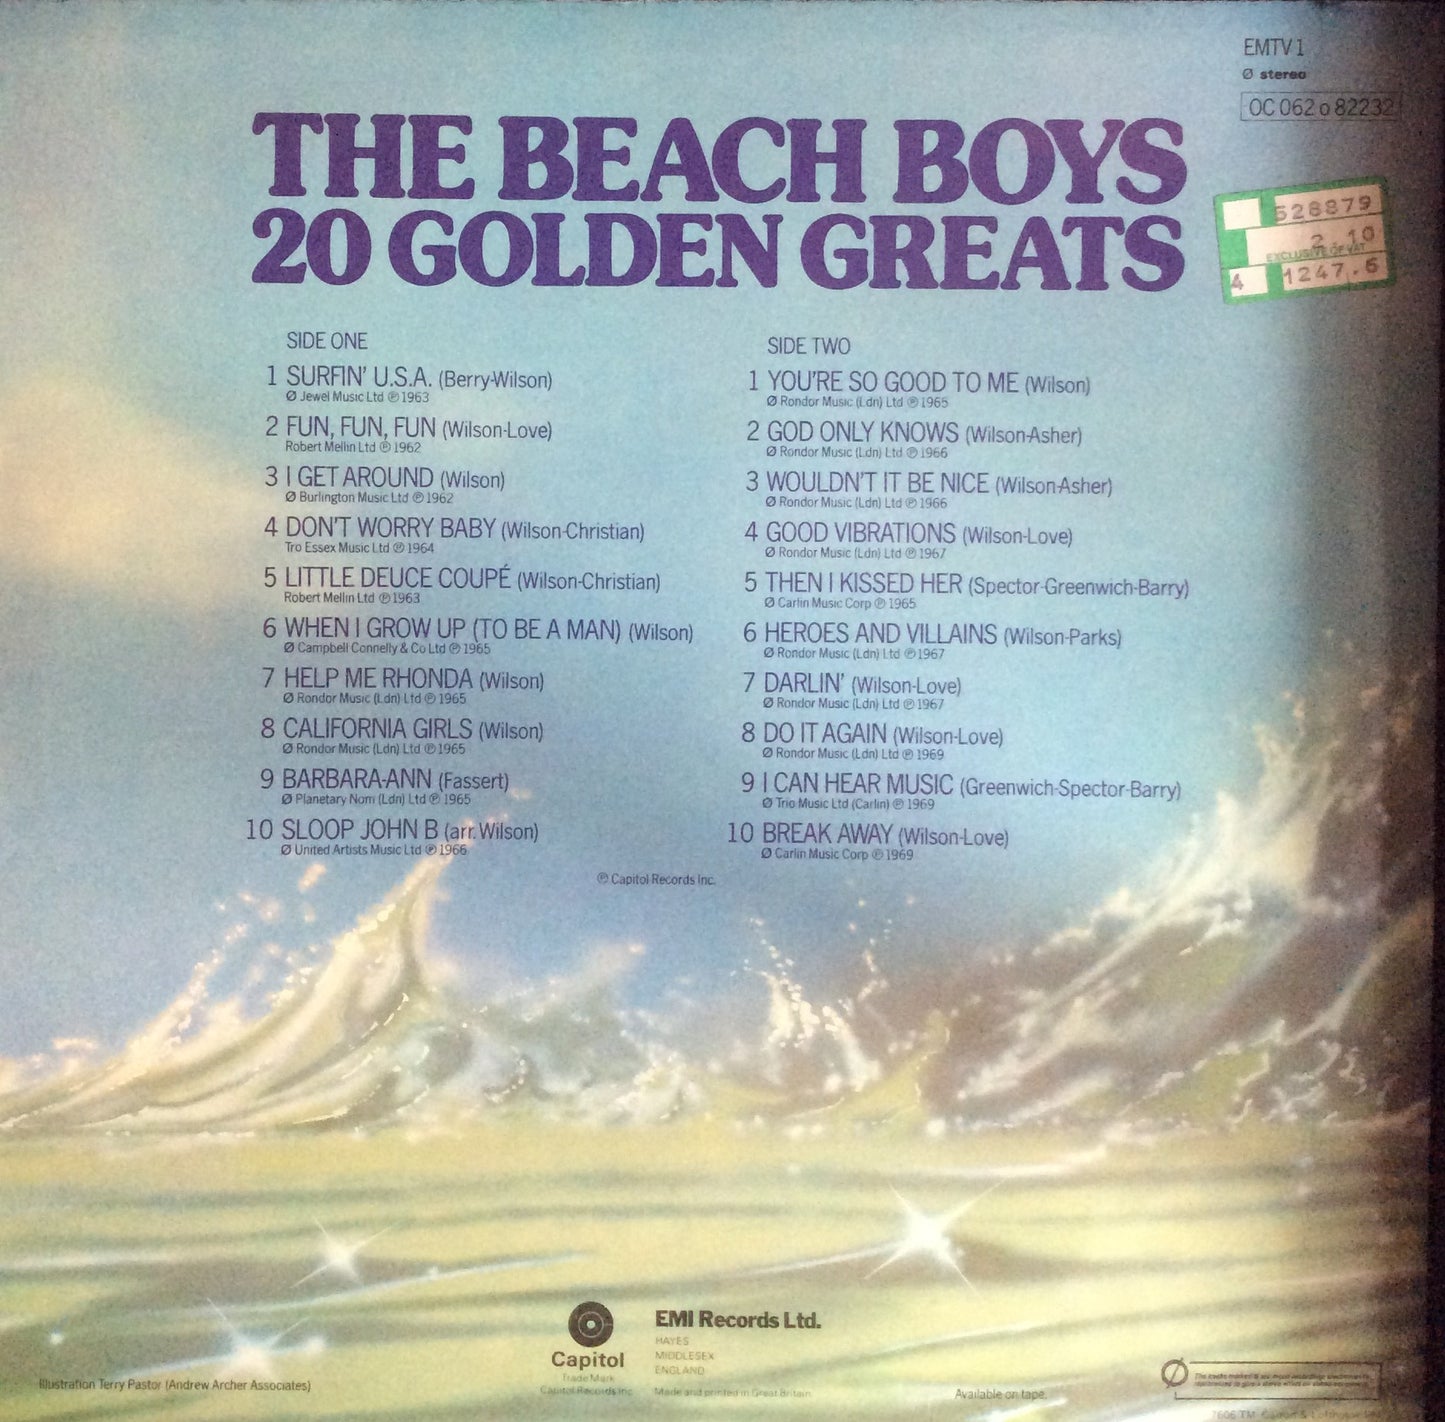 EMTV 1
Ø stereo
OC 062 o 82232
THE BEACH BOYS
20 GOLDEN GREATS
528879
2.10
EXCLUSIVE OF VAT
4 1247.6
SIDE ONE
1 SURFIN' U.S.A. (Berry-Wilson)
Ø Jewel Music Ltd ℗ 1963
2 FUN, FUN, FUN (Wilson-Love)
Robert Mellin Ltd ℗ 1962
3 I GET AROUND (Wilson)
Ø Burlington Music Ltd ℗ 1962
4 DON'T WORRY BABY (Wilson-Christian)
Tro Essex Music Ltd ℗ 1964
5 LITTLE DEUCE COUPÉ (Wilson-Christian)
Robert Mellin Ltd ℗ 1963
6 WHEN I GROW UP (TO BE A MAN) (Wilson)
Ø Campbell Connelly & Co Ltd ℗ 1965
7 HELP ME RHONDA (Wilson)
Ø Rondor Music (Ldn) Ltd ℗ 1965
8 CALIFORNIA GIRLS (Wilson)
Ø Rondor Music (Ldn) Ltd ℗ 1965
9 BARBARA-ANN (Fassert)
Ø Planetary Nom (Ldn) Ltd ℗ 1965
10 SLOOP JOHN B (arr. Wilson)
Ø United Artists Music Ltd ℗ 1966
SIDE TWO
1 YOU'RE SO GOOD TO ME (Wilson)
Ø Rondor Music (Ldn) Ltd ℗ 1965
2 GOD ONLY KNOWS (Wilson-Asher)
Ø Rondor Music (Ldn) Ltd ℗ 1966
3 WOULDN'T IT BE NICE (Wilson-Asher)
Ø Rondor Music (Ldn) Ltd ℗ 1966
4 GOOD VIBRATIONS (Wilson-Love)
Ø Rondor Music (Ldn) Ltd ℗ 1967
5 THEN I KISSED HER (Spector-Greenwich-Barry)
Ø Carlin Music Corp ℗ 1965
6 HEROES AND VILLAINS (Wilson-Parks)
Ø Rondor Music (Ldn) Ltd ℗ 1967
7 DARLIN' (Wilson-Love)
Ø Rondor Music (Ldn) Ltd ℗ 1967
8 DO IT AGAIN (Wilson-Love)
Ø Rondor Music (Ldn) Ltd ℗ 1969
9 I CAN HEAR MUSIC (Greenwich-Spector-Barry)
Ø Trio Music Ltd (Carlin) ℗ 1969
10 BREAK AWAY (Wilson-Love)
Ø Carlin Music Corp ℗ 1969
℗ Capitol Records Inc.
Capitol
Trade Mark
Capitol Records Inc
EMI Records Ltd.
HAYES
MIDDLESEX
ENGLAND
Made and printed in Great Britain
Illustration Terry Pastor (Andrew Archer Associates)
Available on tape.
Ø
7606 TM